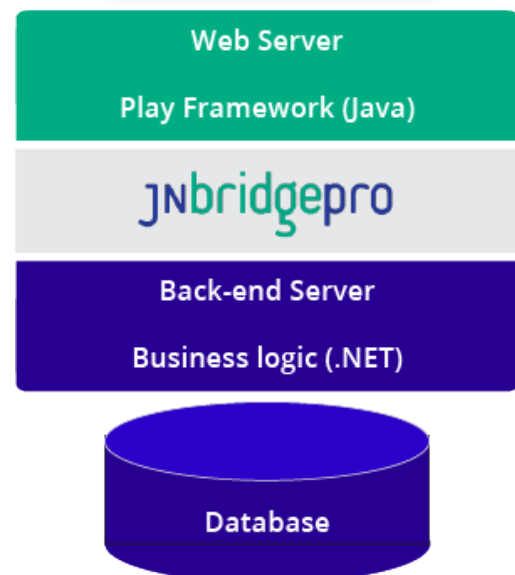 Web Server
Play Framework (Java)
JNbridgepro
Back-end Server
Business logic (.NET)
Database